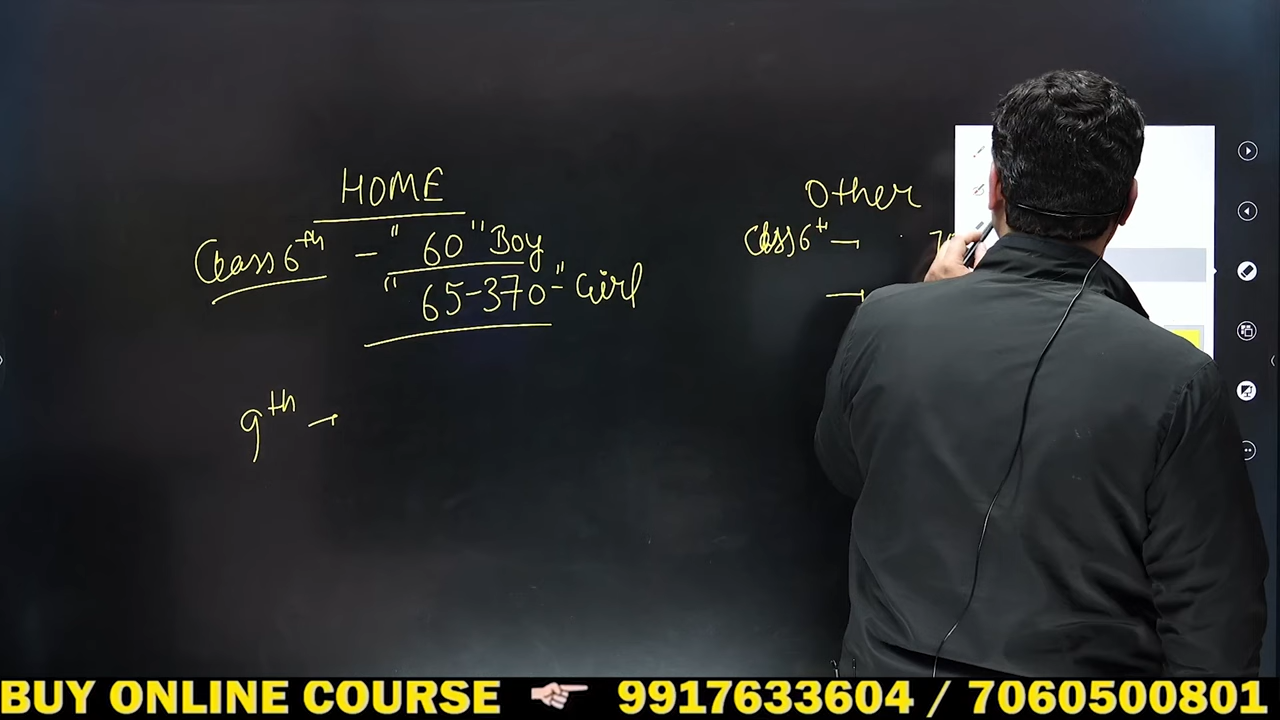 HOME
Class 6th - "60" Boy
"65-370-" Girl
9th →
Other
Class 6th →
→
BUY ONLINE COURSE 9917633604 / 7060500801